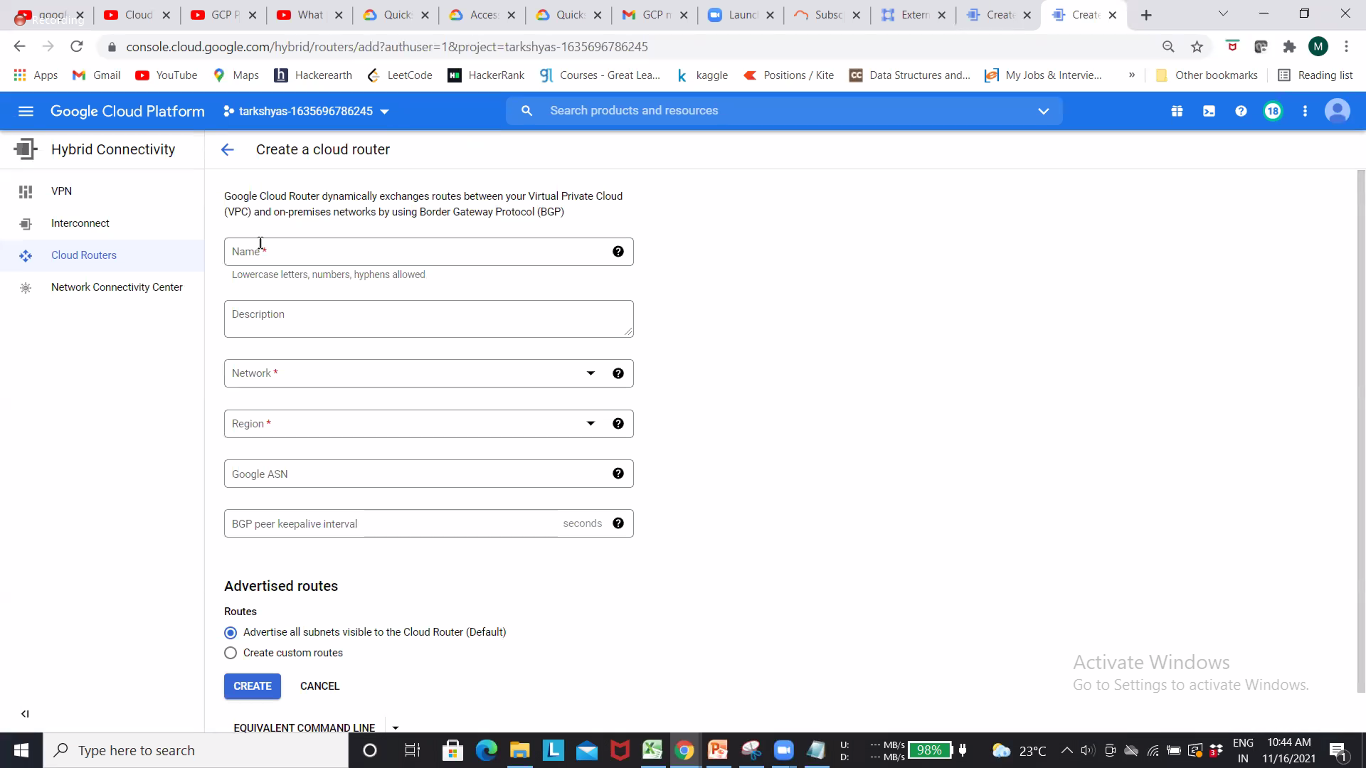 googl
Cloud
GCP P
What
Quick
Acces
Quick
GCP n
Launc
Subsc
Extern
Create
Create
Recording
console.cloud.google.com/hybrid/routers/add?authuser=1&project=tarkshyas-1635696786245
M
Apps
Gmail
YouTube
Maps
Hackerearth
LeetCode
HackerRank
Courses - Great Lea...
kaggle
Positions / Kite
Data Structures and...
My Jobs & Intervie...
»
Other bookmarks
Reading list
Google Cloud Platform
tarkshyas-1635696786245
Search products and resources
18
Hybrid Connectivity
Create a cloud router
VPN
Interconnect
Cloud Routers
Network Connectivity Center
Google Cloud Router dynamically exchanges routes between your Virtual Private Cloud
(VPC) and on-premises networks by using Border Gateway Protocol (BGP)
Name *
Lowercase letters, numbers, hyphens allowed
Description
Network *
Region *
Google ASN
BGP peer keepalive interval seconds
Advertised routes
Routes
Advertise all subnets visible to the Cloud Router (Default)
Create custom routes
CREATE CANCEL
EQUIVALENT COMMAND LINE
Activate Windows
Go to Settings to activate Windows.
Type here to search
U: --- MB/s
D: --- MB/s
98%
23°C
ENG
IN
10:44 AM
11/16/2021
1